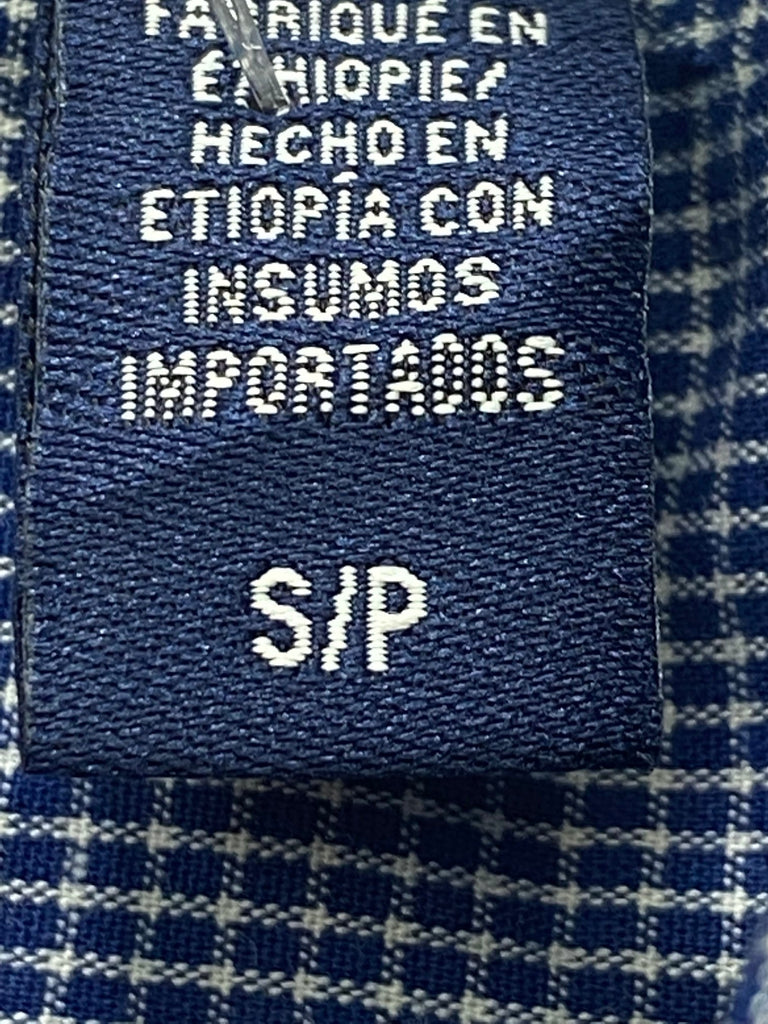 FABRIQUÉ EN
ÉTHIOPIE/
HECHO EN
ETIOPÍA CON
INSUMOS
IMPORTADOS
S/P